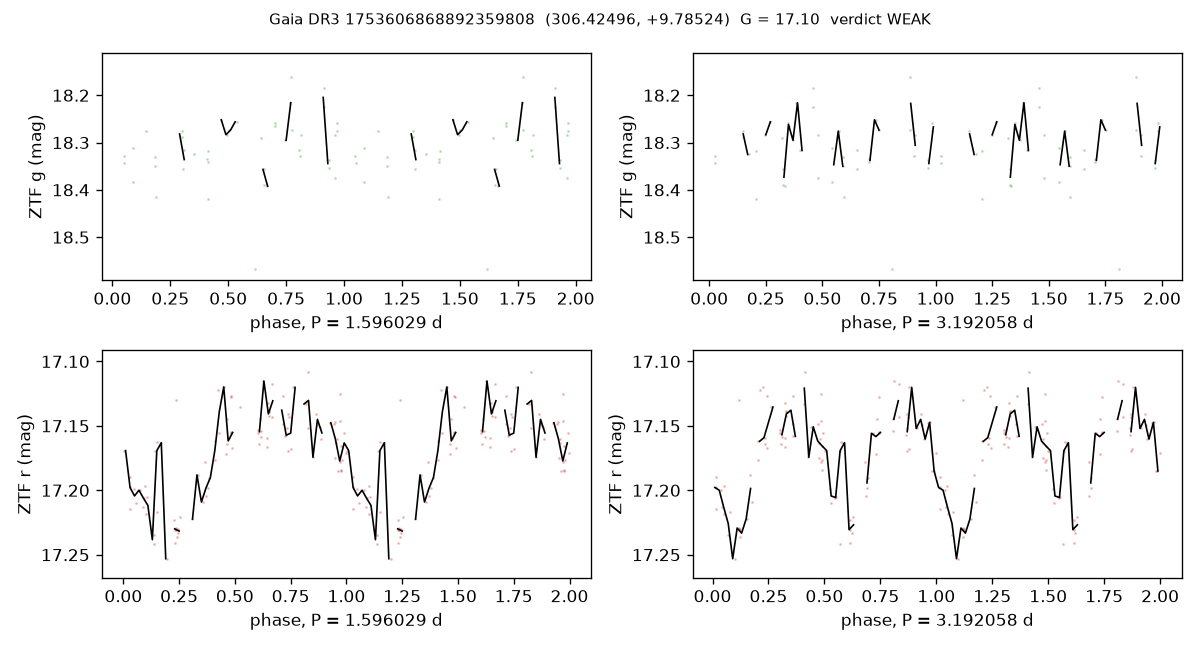 Gaia DR3 1753606868892359808  (306.42496, +9.78524)  G = 17.10  verdict WEAK
ZTF g (mag)
18.2
18.3
18.4
18.5
0.00 0.25 0.50 0.75 1.00 1.25 1.50 1.75 2.00
phase, P = 1.596029 d
ZTF g (mag)
18.2
18.3
18.4
18.5
0.00 0.25 0.50 0.75 1.00 1.25 1.50 1.75 2.00
phase, P = 3.192058 d
ZTF r (mag)
17.10
17.15
17.20
17.25
0.00 0.25 0.50 0.75 1.00 1.25 1.50 1.75 2.00
phase, P = 1.596029 d
ZTF r (mag)
17.10
17.15
17.20
17.25
0.00 0.25 0.50 0.75 1.00 1.25 1.50 1.75 2.00
phase, P = 3.192058 d